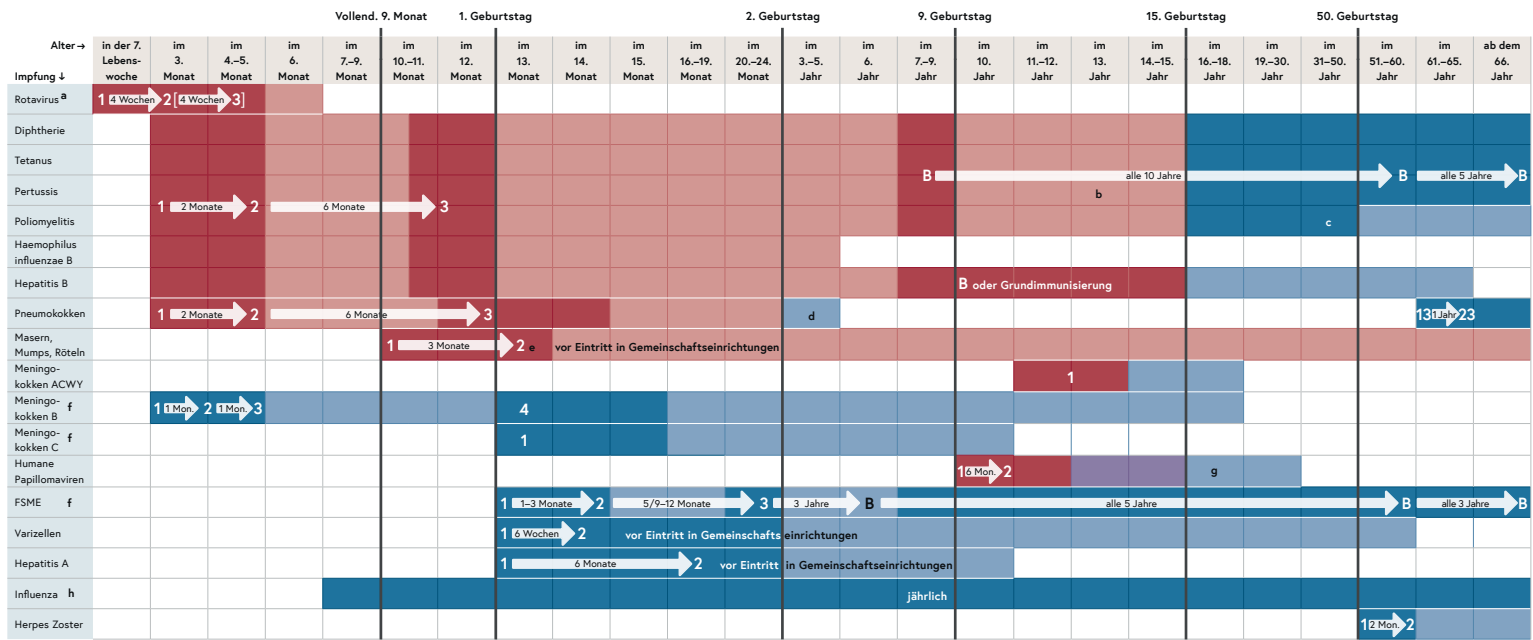 Vollend. 9. Monat 1. Geburtstag 2. Geburtstag 9. Geburtstag 15. Geburtstag 50. Geburtstag
Alter→ in der 7. im im im im im im im im im im im im im im im im im im im im im im im ab dem
Lebens- 3. 4.–5. 6. 7.–9. 10.–11. 12. 13. 14. 15. 16.–19. 20.–24. 3.–5. 6. 7.–9. 10. 11.–12. 13. 14.–15. 16.–18. 19.–30. 31–50. 51.–60. 61.–65. 66.
Impfung↓ woche Monat Monat Monat Monat Monat Monat Monat Monat Monat Monat Monat Jahr Jahr Jahr Jahr Jahr Jahr Jahr Jahr Jahr Jahr Jahr Jahr Jahr
Rotavirus a 1 4 Wochen 2 [4 Wochen 3]
Diphtherie
Tetanus
B alle 10 Jahre B alle 5 Jahre B
Pertussis b
1 2 Monate 2 6 Monate 3
Poliomyelitis c
Haemophilus
influenzae B
Hepatitis B B oder Grundimmunisierung
Pneumokokken 1 2 Monate 2 6 Monate 3 d 13 1 Jahr 23
Masern,
Mumps, Röteln 1 3 Monate 2 e vor Eintritt in Gemeinschaftseinrichtungen
Meningo-
kokken ACWY 1
Meningo-
kokken B f 1 1 Mon. 2 1 Mon. 3 4
Meningo-
kokken C f 1
Humane
Papillomaviren 1 6 Mon. 2 g
FSME f 1 1–3 Monate 2 5/9–12 Monate 3 3 Jahre B alle 5 Jahre B alle 3 Jahre B
Varizellen 1 6 Wochen 2 vor Eintritt in Gemeinschaftseinrichtungen
Hepatitis A 1 6 Monate 2 vor Eintritt in Gemeinschaftseinrichtungen
Influenza h jährlich
Herpes Zoster 1 2 Mon. 2